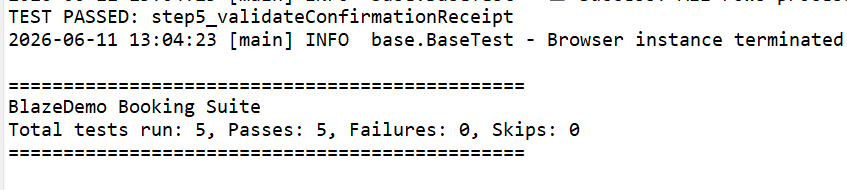 TEST PASSED: step5_validateConfirmationReceipt
2026-06-11 13:04:23 [main] INFO  base.BaseTest - Browser instance terminated
===============================================
BlazeDemo Booking Suite
Total tests run: 5, Passes: 5, Failures: 0, Skips: 0
===============================================